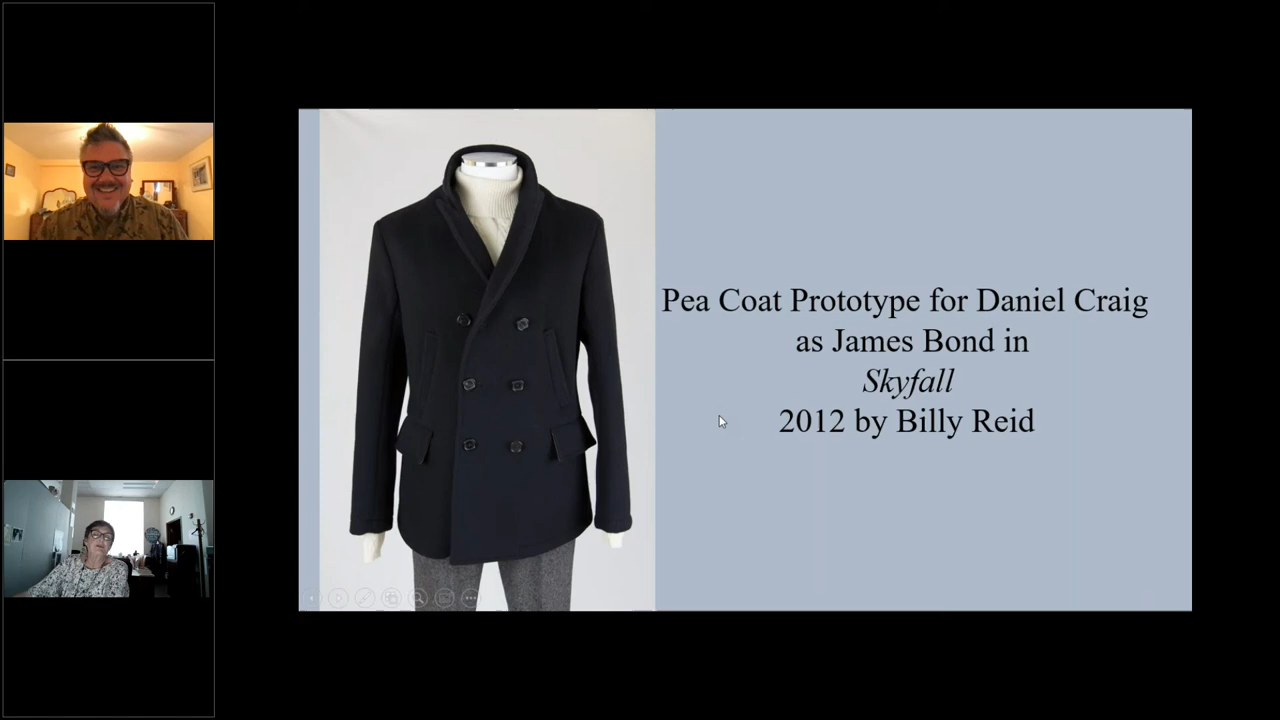 Pea Coat Prototype for Daniel Craig
as James Bond in
Skyfall
2012 by Billy Reid